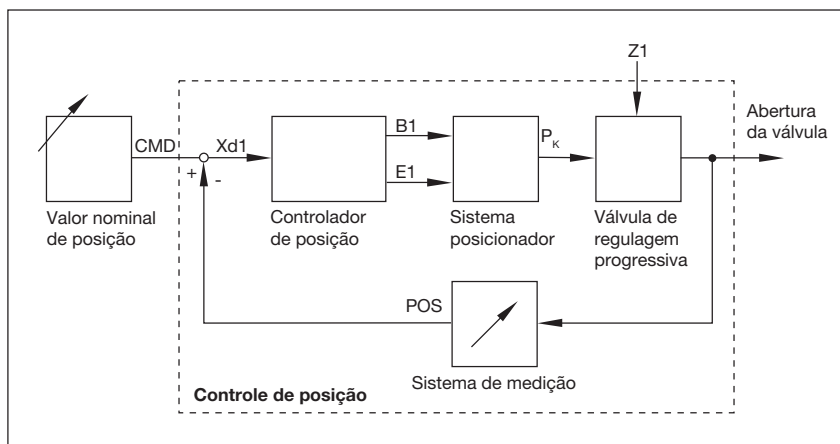 Z1
Abertura
da válvula
CMD
Xd1
B1
E1
P_K
+
-
Valor nominal
de posição
Controlador
de posição
Sistema
posicionador
Válvula de
regulagem
progressiva
POS
Sistema de medição
Controle de posição